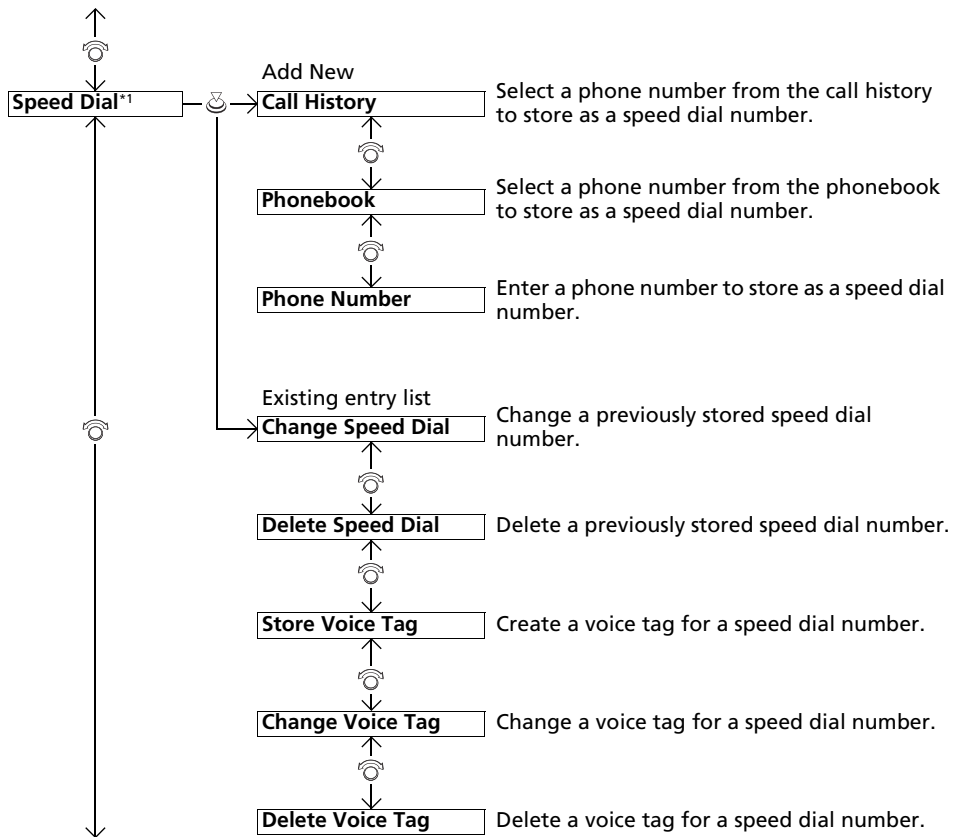 Add New
Speed Dial*1
Call History
Select a phone number from the call history
to store as a speed dial number.
Phonebook
Select a phone number from the phonebook
to store as a speed dial number.
Phone Number
Enter a phone number to store as a speed dial
number.
Existing entry list
Change Speed Dial
Change a previously stored speed dial
number.
Delete Speed Dial
Delete a previously stored speed dial number.
Store Voice Tag
Create a voice tag for a speed dial number.
Change Voice Tag
Change a voice tag for a speed dial number.
Delete Voice Tag
Delete a voice tag for a speed dial number.